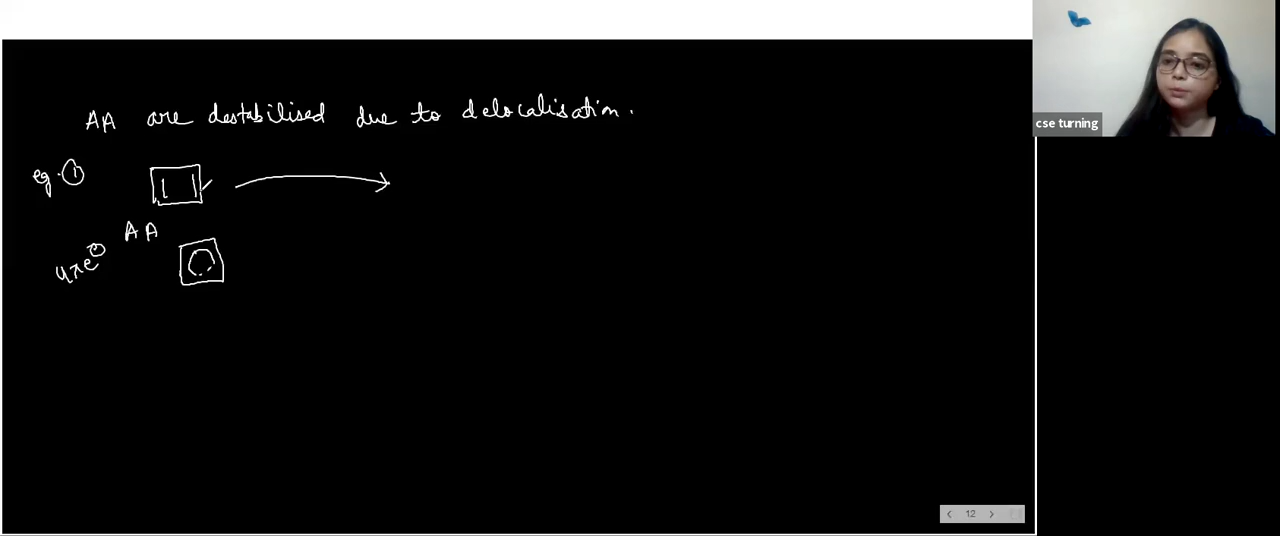 AA are destabilised due to delocalisation.
eg. ①
AA
4πe⊖
cse turning
12